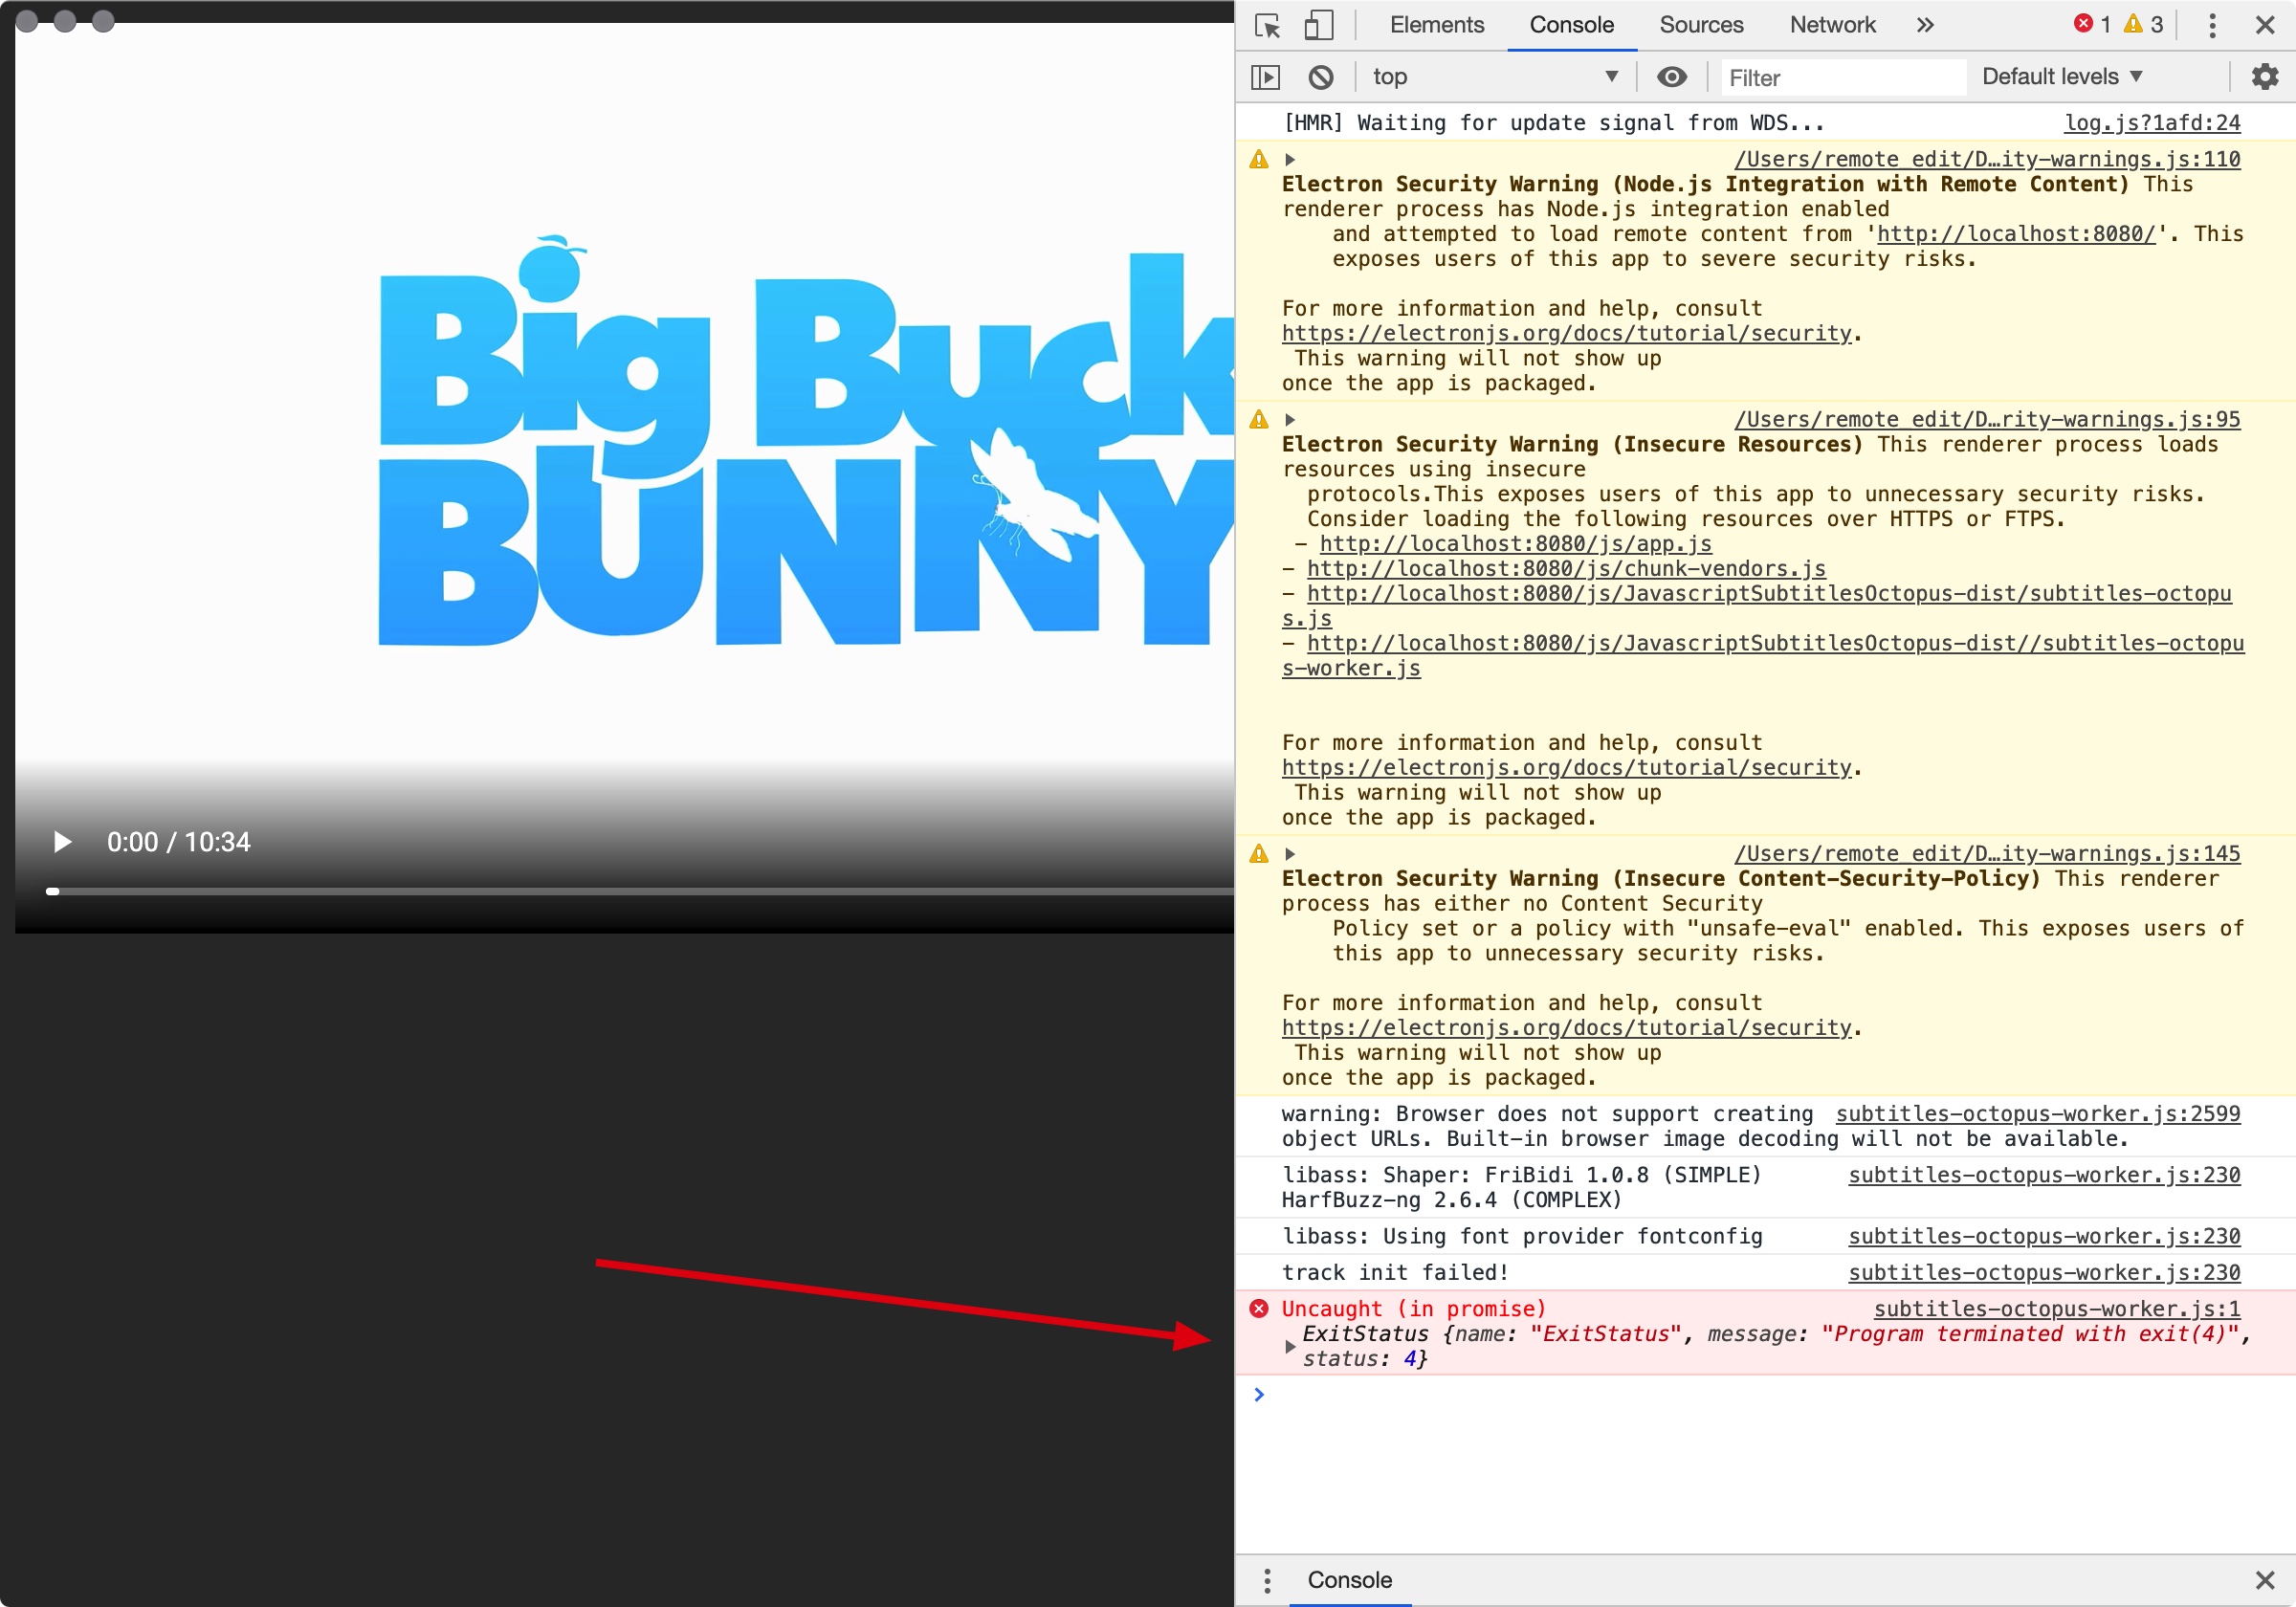 Big Buck
BUNNY
0:00 / 10:34
Elements Console Sources Network » 1 3
top Filter Default levels
[HMR] Waiting for update signal from WDS... log.js?1afd:24
/Users/remote_edit/D…ity-warnings.js:110
Electron Security Warning (Node.js Integration with Remote Content) This
renderer process has Node.js integration enabled
and attempted to load remote content from 'http://localhost:8080/'. This
exposes users of this app to severe security risks.
For more information and help, consult
https://electronjs.org/docs/tutorial/security.
This warning will not show up
once the app is packaged.
/Users/remote_edit/D…rity-warnings.js:95
Electron Security Warning (Insecure Resources) This renderer process loads
resources using insecure
protocols.This exposes users of this app to unnecessary security risks.
Consider loading the following resources over HTTPS or FTPS.
- http://localhost:8080/js/app.js
- http://localhost:8080/js/chunk-vendors.js
- http://localhost:8080/js/JavascriptSubtitlesOctopus-dist/subtitles-octopu
s.js
- http://localhost:8080/js/JavascriptSubtitlesOctopus-dist//subtitles-octopu
s-worker.js
For more information and help, consult
https://electronjs.org/docs/tutorial/security.
This warning will not show up
once the app is packaged.
/Users/remote_edit/D…ity-warnings.js:145
Electron Security Warning (Insecure Content-Security-Policy) This renderer
process has either no Content Security
Policy set or a policy with "unsafe-eval" enabled. This exposes users of
this app to unnecessary security risks.
For more information and help, consult
https://electronjs.org/docs/tutorial/security.
This warning will not show up
once the app is packaged.
warning: Browser does not support creating subtitles-octopus-worker.js:2599
object URLs. Built-in browser image decoding will not be available.
libass: Shaper: FriBidi 1.0.8 (SIMPLE) subtitles-octopus-worker.js:230
HarfBuzz-ng 2.6.4 (COMPLEX)
libass: Using font provider fontconfig subtitles-octopus-worker.js:230
track init failed! subtitles-octopus-worker.js:230
Uncaught (in promise) subtitles-octopus-worker.js:1
ExitStatus {name: "ExitStatus", message: "Program terminated with exit(4)",
status: 4}
Console